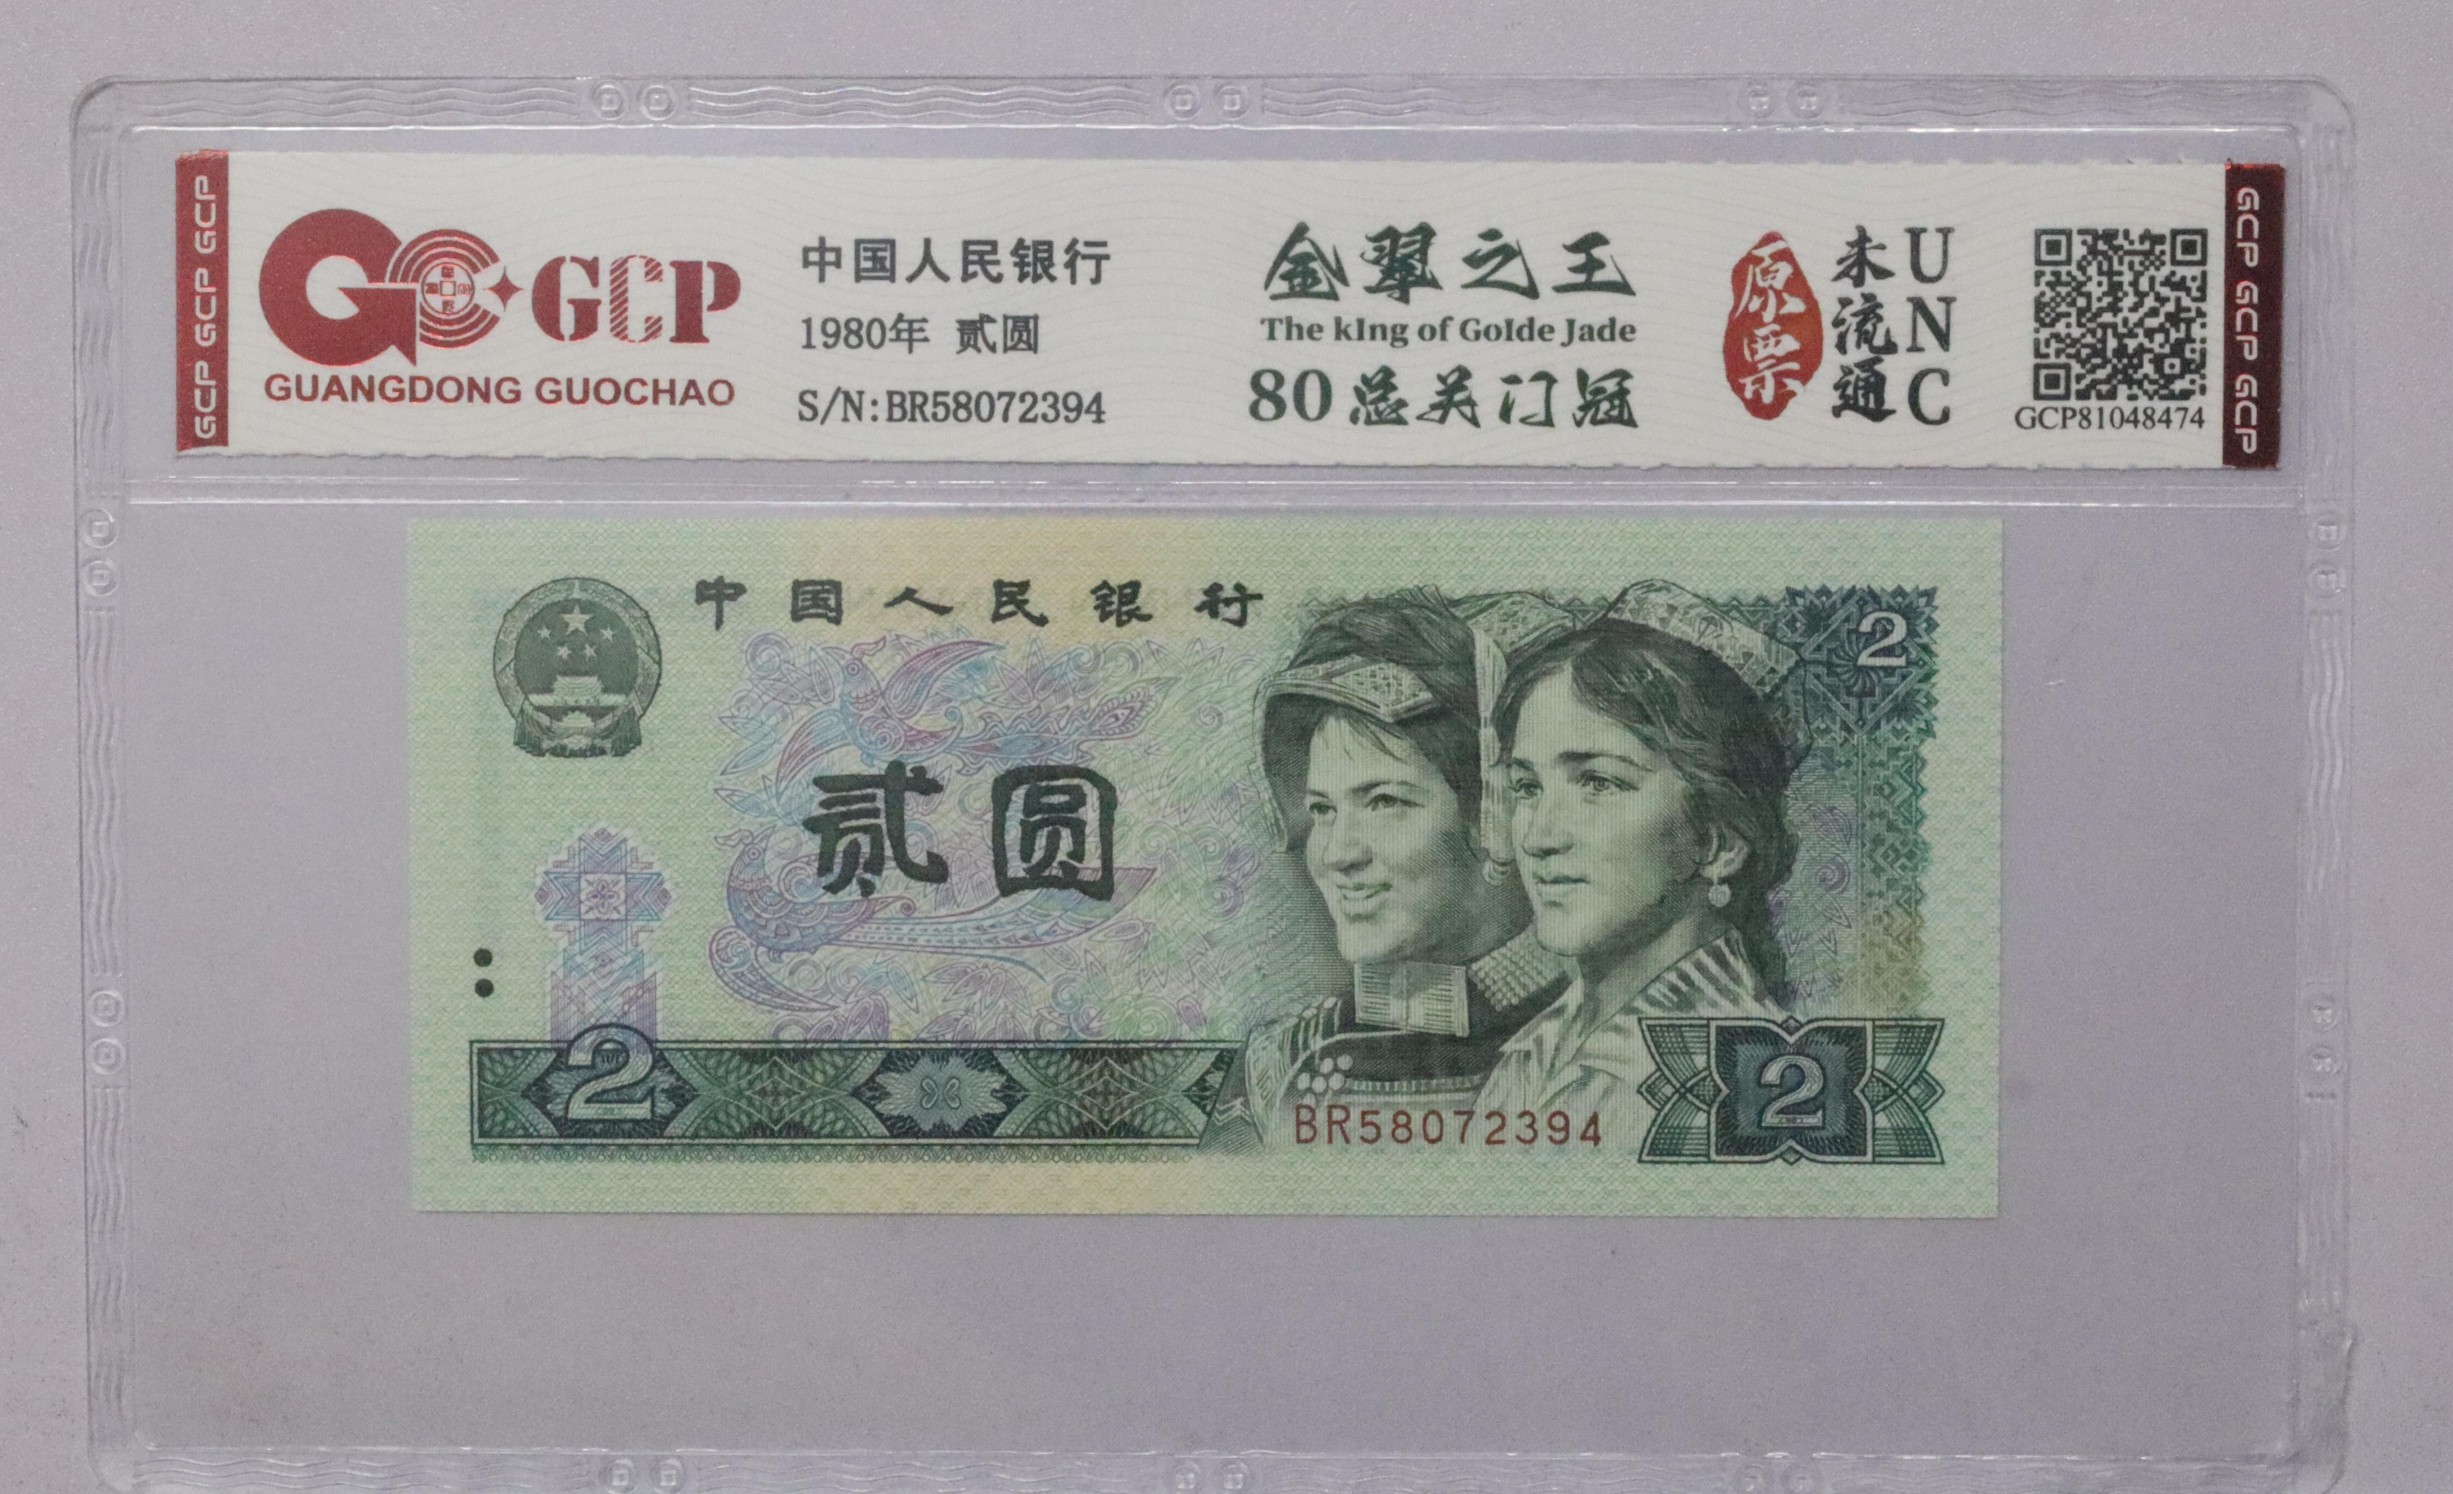 GCP GCP GCP
GCP
GUANGDONG GUOCHAO
中国人民银行
1980年 贰圆
S/N:BR58072394
金翠之王
The kIng of GoIde Jade
80总关门冠
原票
未流通
UNC
GCP81048474
GCP GCP GCP
中国人民银行
2
贰圆
2
BR58072394
2